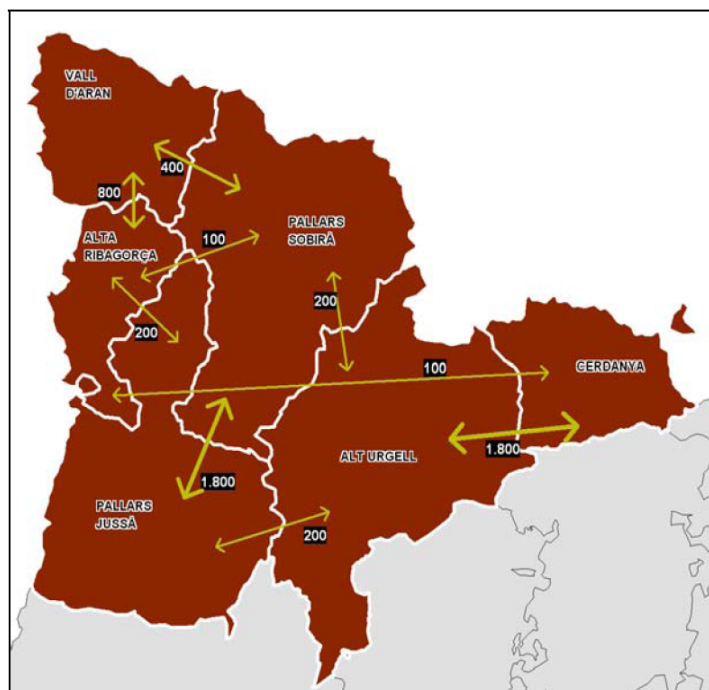 VALL
D'ARAN
400
800
ALTA
RIBAGORÇA
100
PALLARS
SOBIRÀ
200
200
100
CERDANYA
ALT URGELL
1.800
1.800
PALLARS
JUSSÀ
200